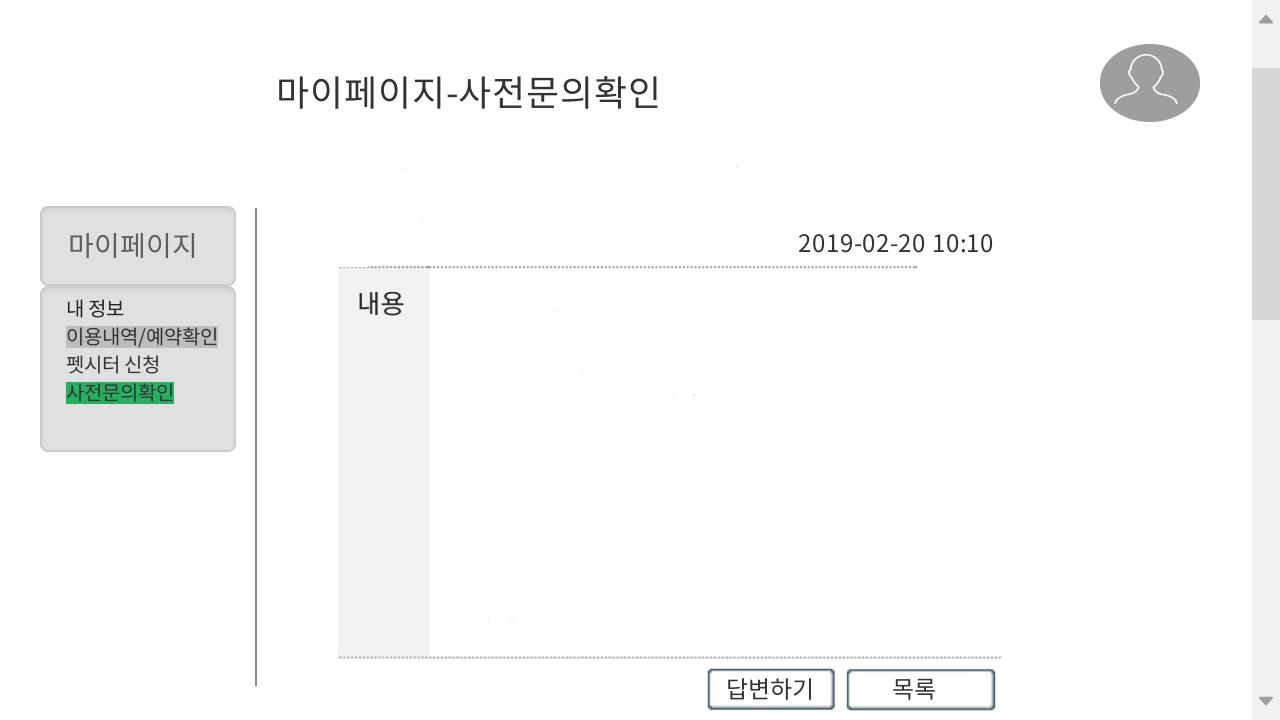 마이페이지-사전문의확인
마이페이지
내 정보
이용내역/예약확인
펫시터 신청
사전문의확인
2019-02-20 10:10
내용
답변하기
목록